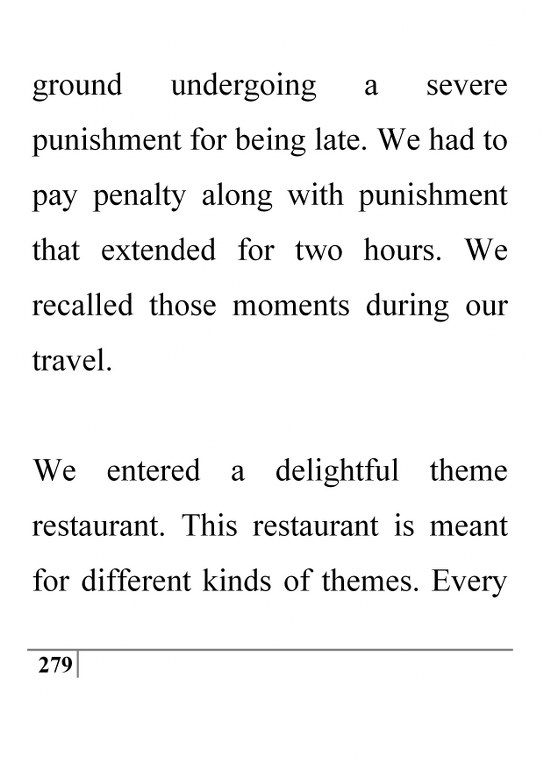 ground undergoing a severe
punishment for being late. We had to
pay penalty along with punishment
that extended for two hours. We
recalled those moments during our
travel.
We entered a delightful theme
restaurant. This restaurant is meant
for different kinds of themes. Every
279